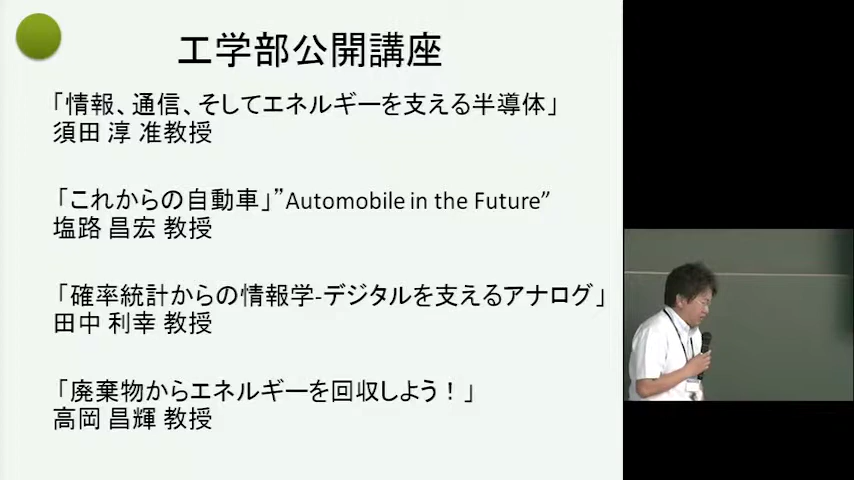 工学部公開講座
「情報、通信、そしてエネルギーを支える半導体」
須田 淳 准教授
「これからの自動車」”Automobile in the Future”
塩路 昌宏 教授
「確率統計からの情報学-デジタルを支えるアナログ」
田中 利幸 教授
「廃棄物からエネルギーを回収しよう！」
高岡 昌輝 教授